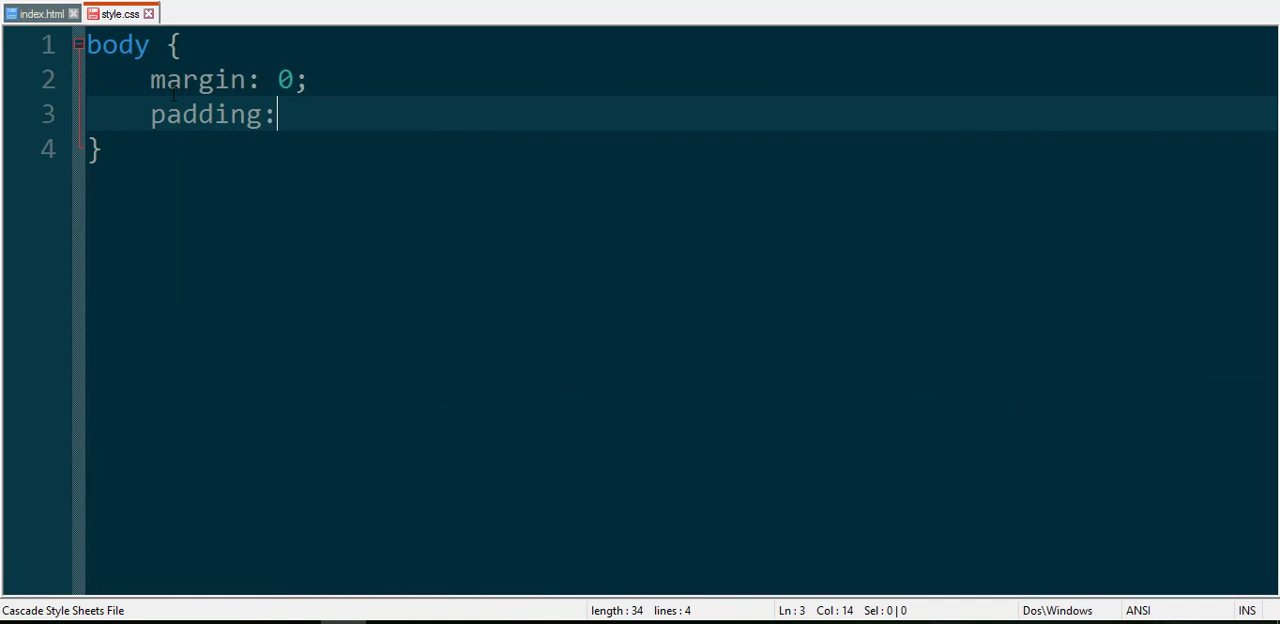 index.html style.css
1 body {
2 margin: 0;
3 padding:
4 }
Cascade Style Sheets File length : 34 lines : 4 Ln : 3 Col : 14 Sel : 0 | 0 Dos\Windows ANSI INS